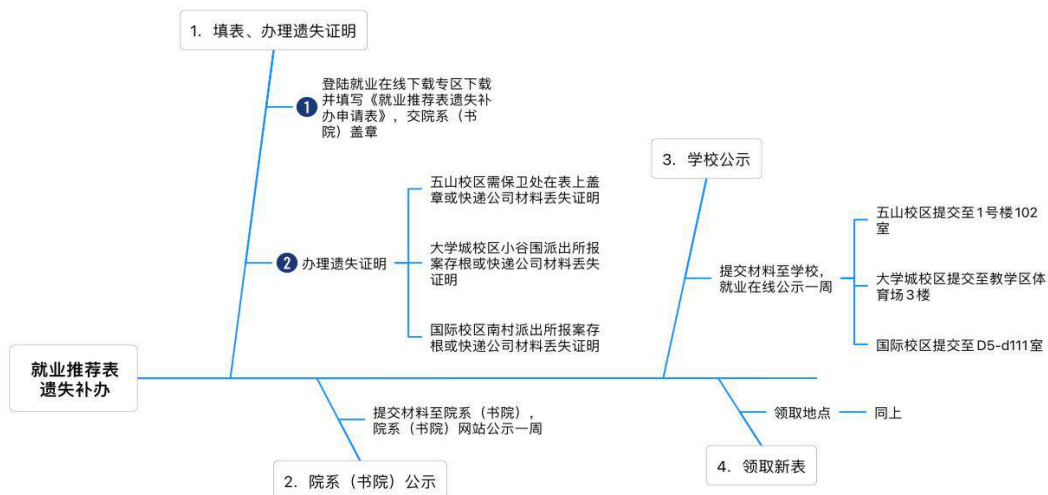 就业推荐表
遗失补办
1. 填表、办理遗失证明
1
登陆就业在线下载专区下载
并填写《就业推荐表遗失补
办申请表》，交院系（书
院）盖章
2 办理遗失证明
五山校区需保卫处在表上盖
章或快递公司材料丢失证明
大学城校区小谷围派出所报
案存根或快递公司材料丢失
证明
国际校区南村派出所报案存
根或快递公司材料丢失证明
提交材料至院系（书院），
院系（书院）网站公示一周
2. 院系（书院）公示
3. 学校公示
提交材料至学校，
就业在线公示一周
五山校区提交至1号楼102
室
大学城校区提交至教学区体
育场3楼
国际校区提交至D5-d111室
领取地点
同上
4. 领取新表